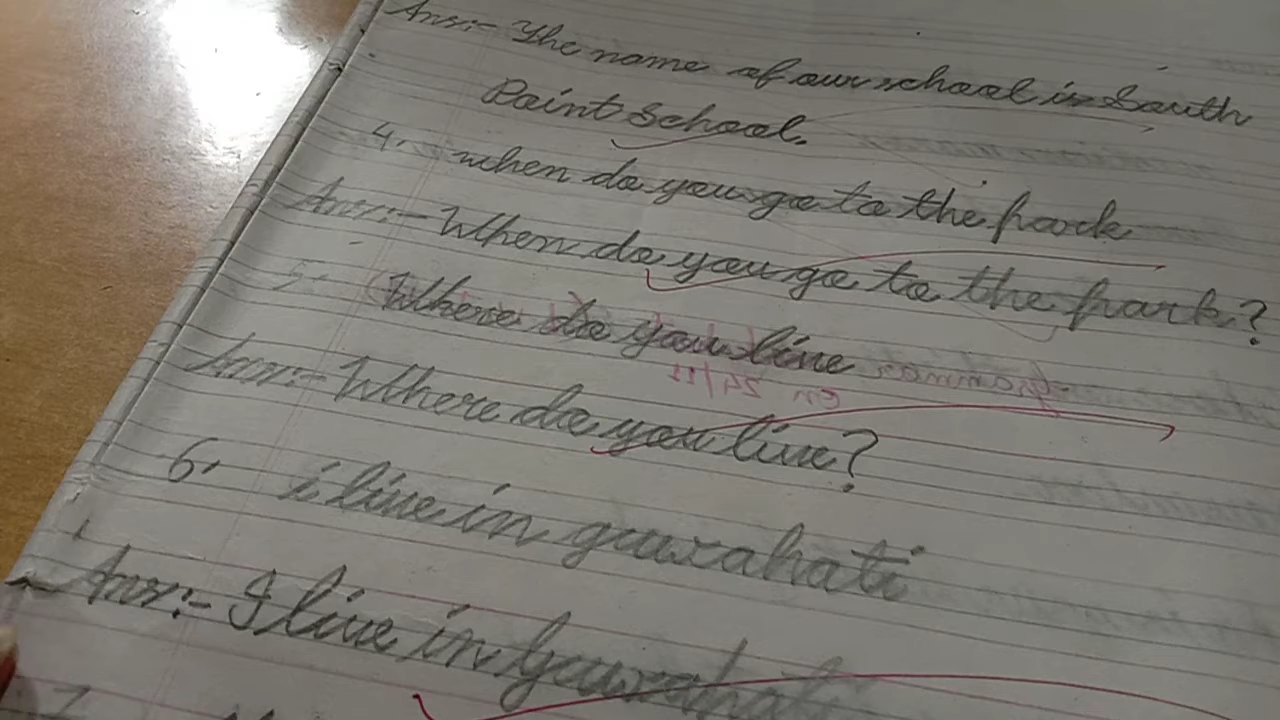 Ans:- The name of our school is South
Point School.
4. when do you go to the park
Ans:- When do you go to the park?
5. Where do you live
Ans:- Where do you live?
6. i live in guwahati
Ans:- I live in Guwahati
7.